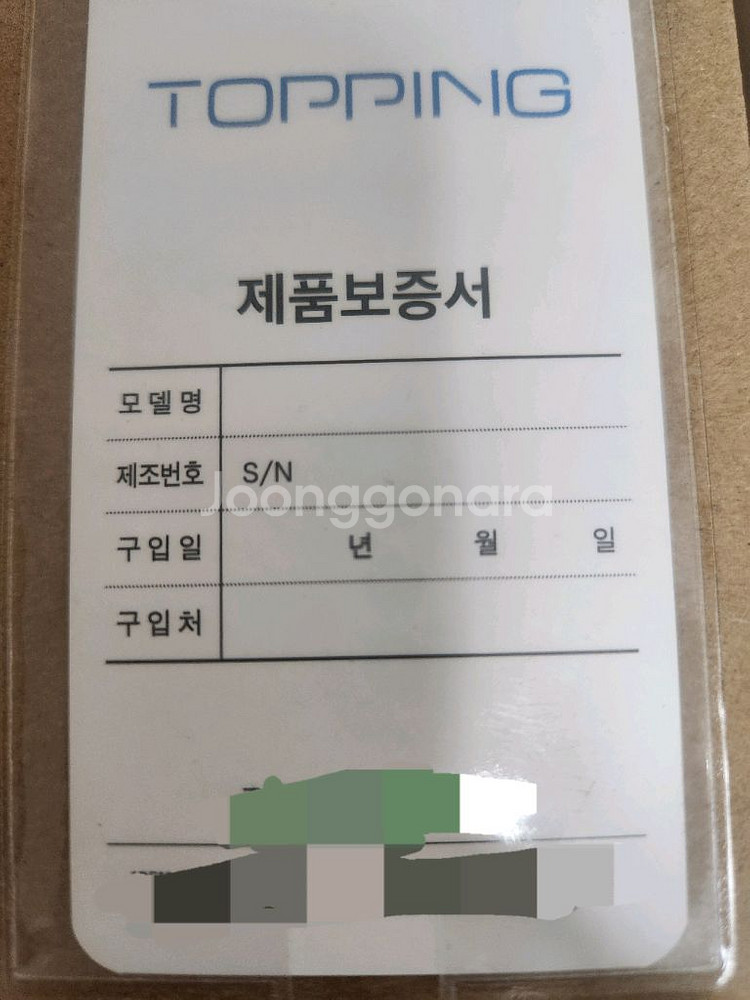 TOPPING
제품보증서
모델명
제조번호 S/N
Joonggonara
구입일 년 월 일
구입처